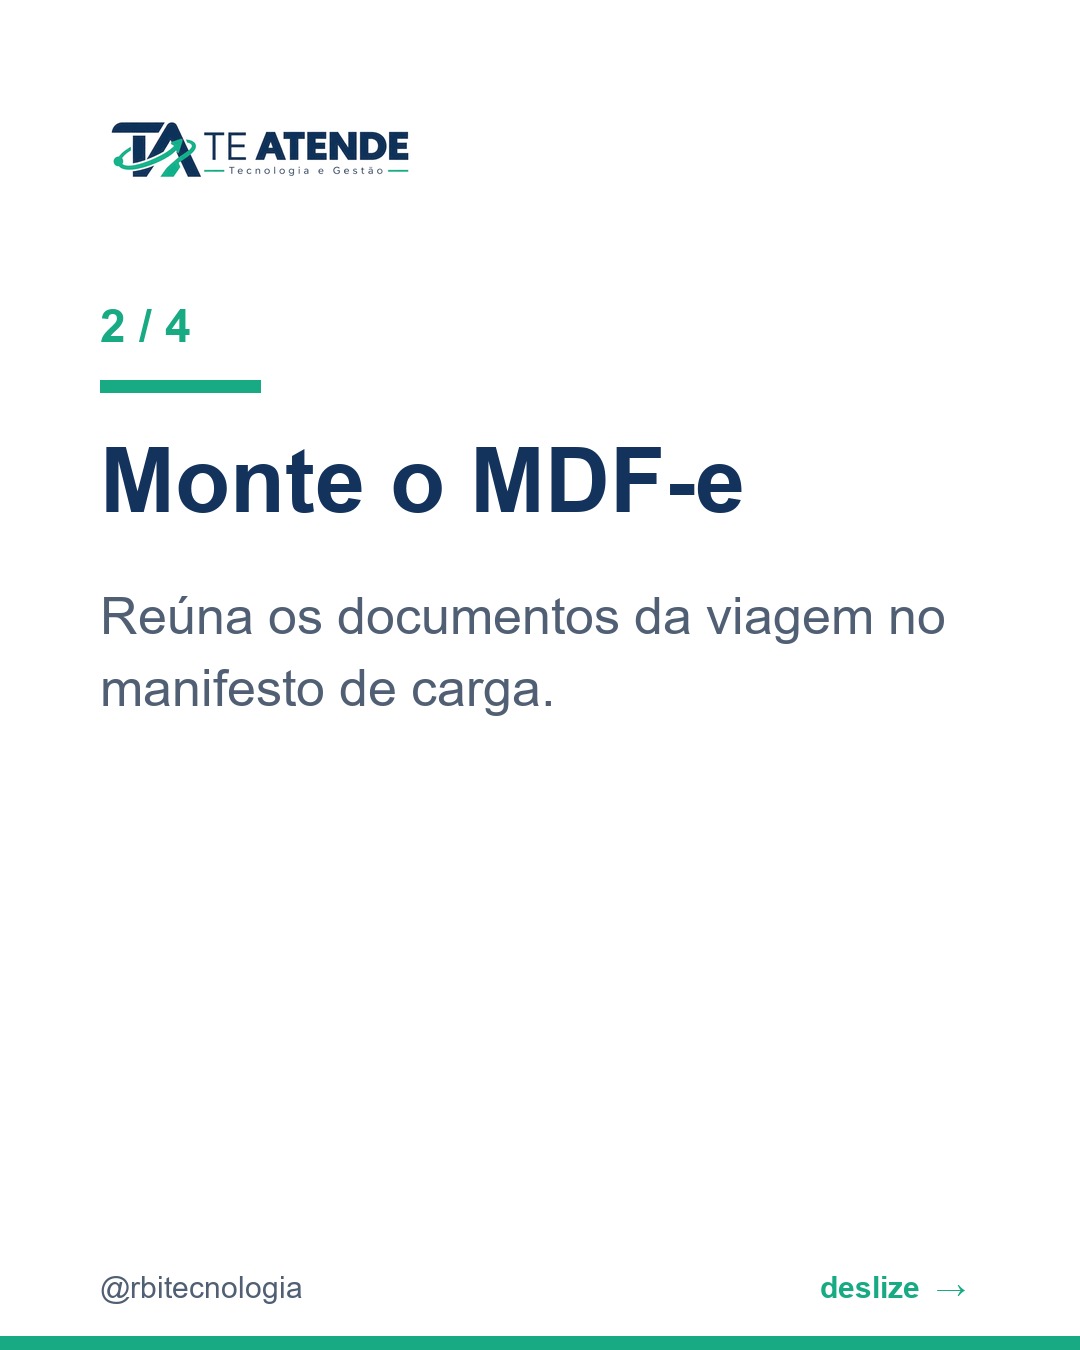 TA TE ATENDE
Tecnologia e Gestão
2 / 4
Monte o MDF-e
Reúna os documentos da viagem no
manifesto de carga.
@rbitecnologia
deslize →